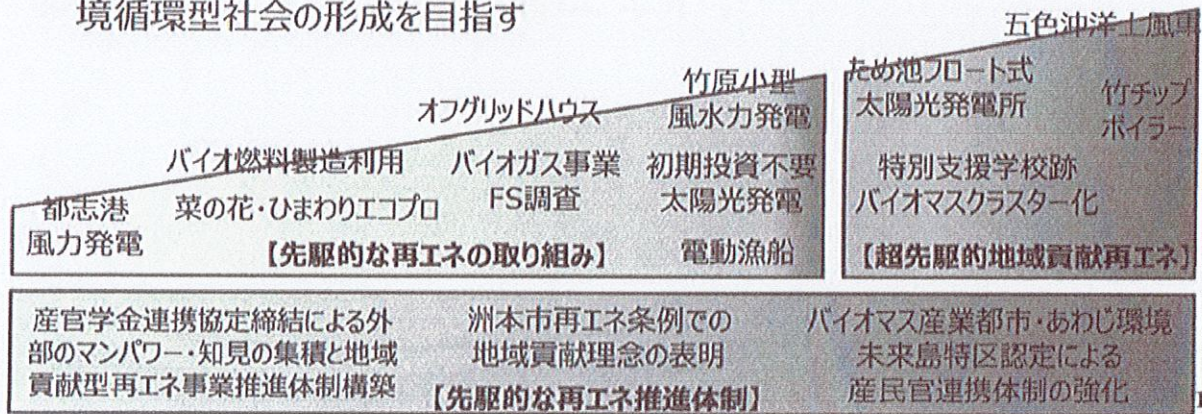 境循環型社会の形成を目指す
五色沖洋上風車
ため池フロート式
太陽光発電所
竹チップ
ボイラー
特別支援学校跡
バイオマスクラスター化
【超先駆的地域貢献再エネ】
竹原小型
風水力発電
オフグリッドハウス
バイオ燃料製造利用
菜の花・ひまわりエコプロ
バイオガス事業
FS調査
初期投資不要
太陽光発電
都志港
風力発電
【先駆的な再エネの取り組み】
電動漁船
産官学金連携協定締結による外
部のマンパワー・知見の集積と地域
貢献型再エネ事業推進体制構築
洲本市再エネ条例での
地域貢献理念の表明
バイオマス産業都市・あわじ環境
未来島特区認定による
産民官連携体制の強化
【先駆的な再エネ推進体制】